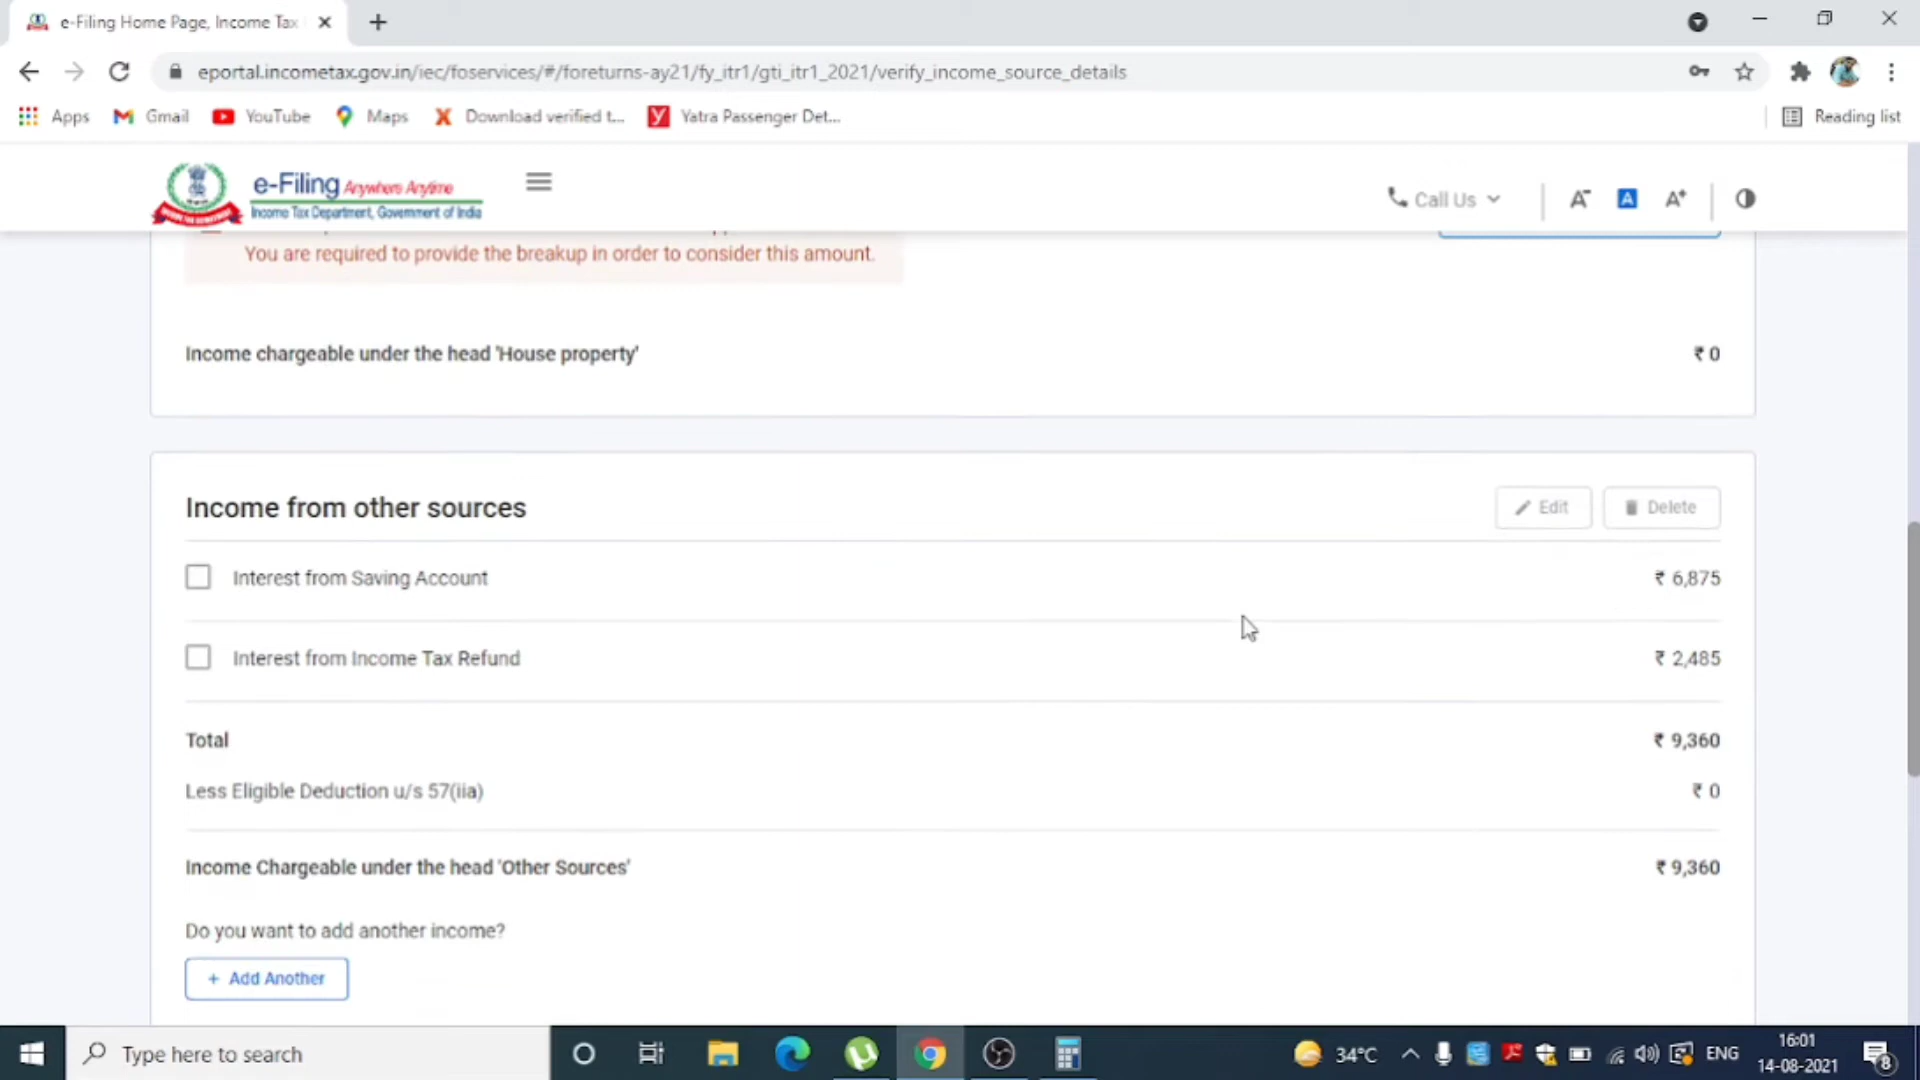 e-Filing Home Page, Income Tax
eportal.incometax.gov.in/iec/foservices/#/foreturns-ay21/fy_itr1/gti_itr1_2021/verify_income_source_details
Apps Gmail YouTube Maps Download verified t... Yatra Passenger Det... Reading list
e-Filing Anywhere Anytime
Income Tax Department, Government of India
Call Us A- A A+
You are required to provide the breakup in order to consider this amount.
Income chargeable under the head 'House property' ₹ 0
Income from other sources Edit Delete
Interest from Saving Account ₹ 6,875
Interest from Income Tax Refund ₹ 2,485
Total ₹ 9,360
Less Eligible Deduction u/s 57(iia) ₹ 0
Income Chargeable under the head 'Other Sources' ₹ 9,360
Do you want to add another income?
+ Add Another
Type here to search 34°C ENG 16:01
14-08-2021 8